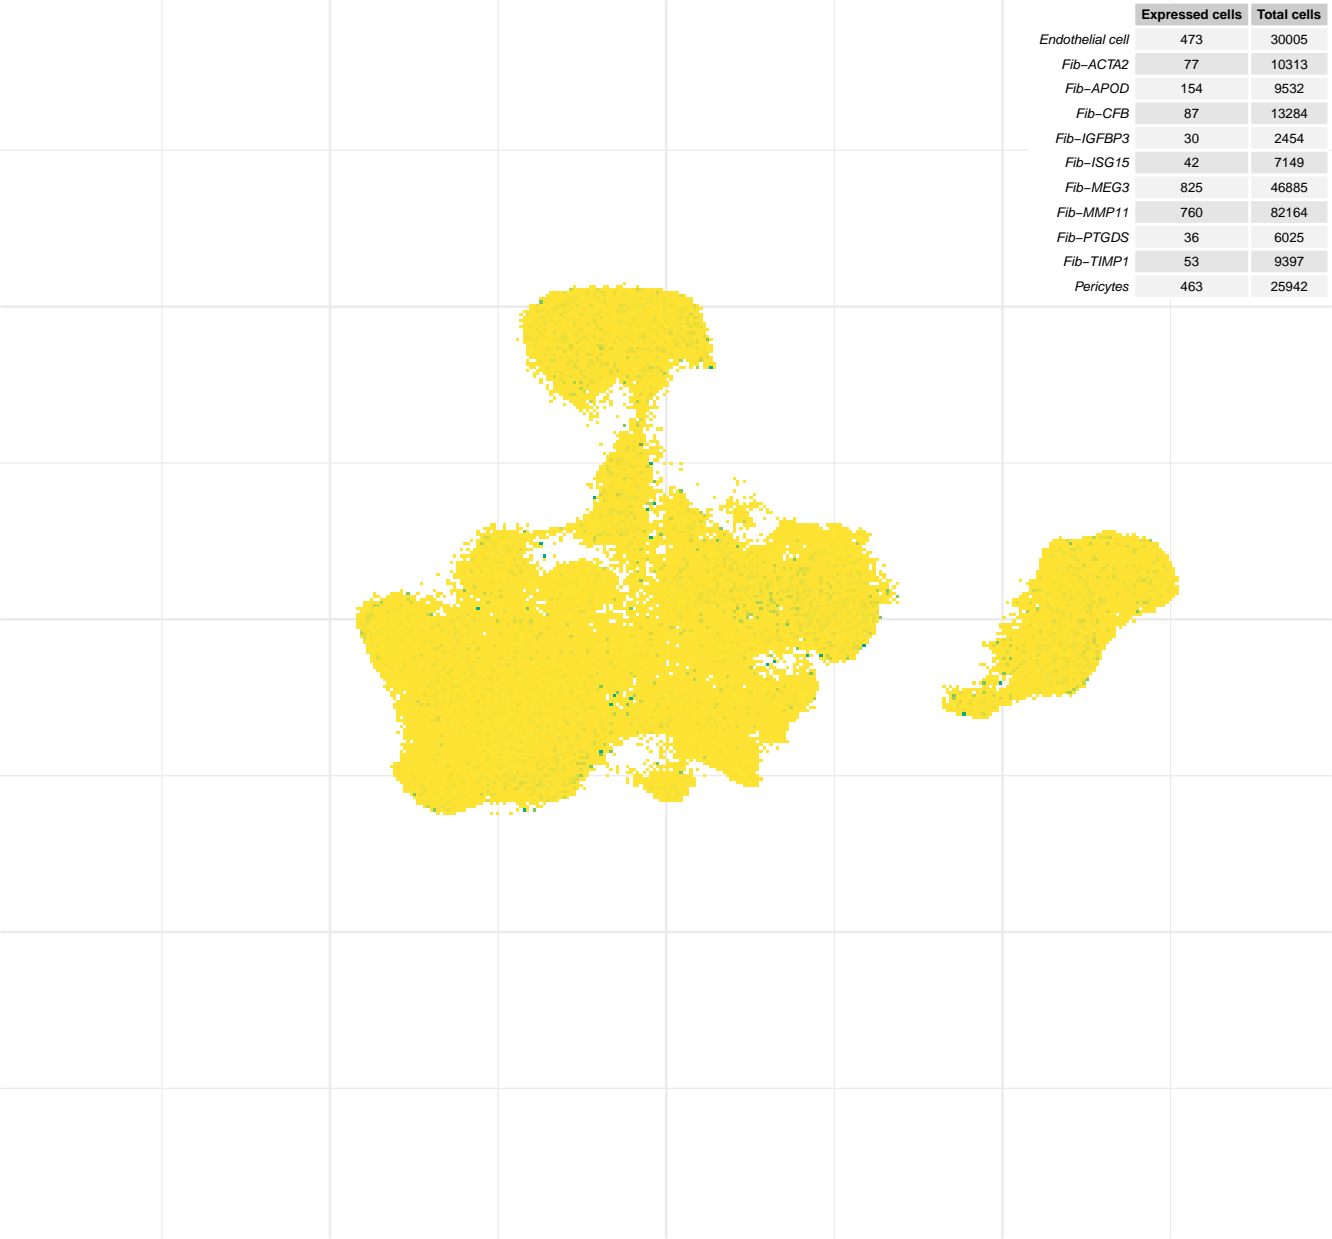 Expressed cells Total cells
Endothelial cell 473 30005
Fib−ACTA2 77 10313
Fib−APOD 154 9532
Fib−CFB 87 13284
Fib−IGFBP3 30 2454
Fib−ISG15 42 7149
Fib−MEG3 825 46885
Fib−MMP11 760 82164
Fib−PTGDS 36 6025
Fib−TIMP1 53 9397
Pericytes 463 25942